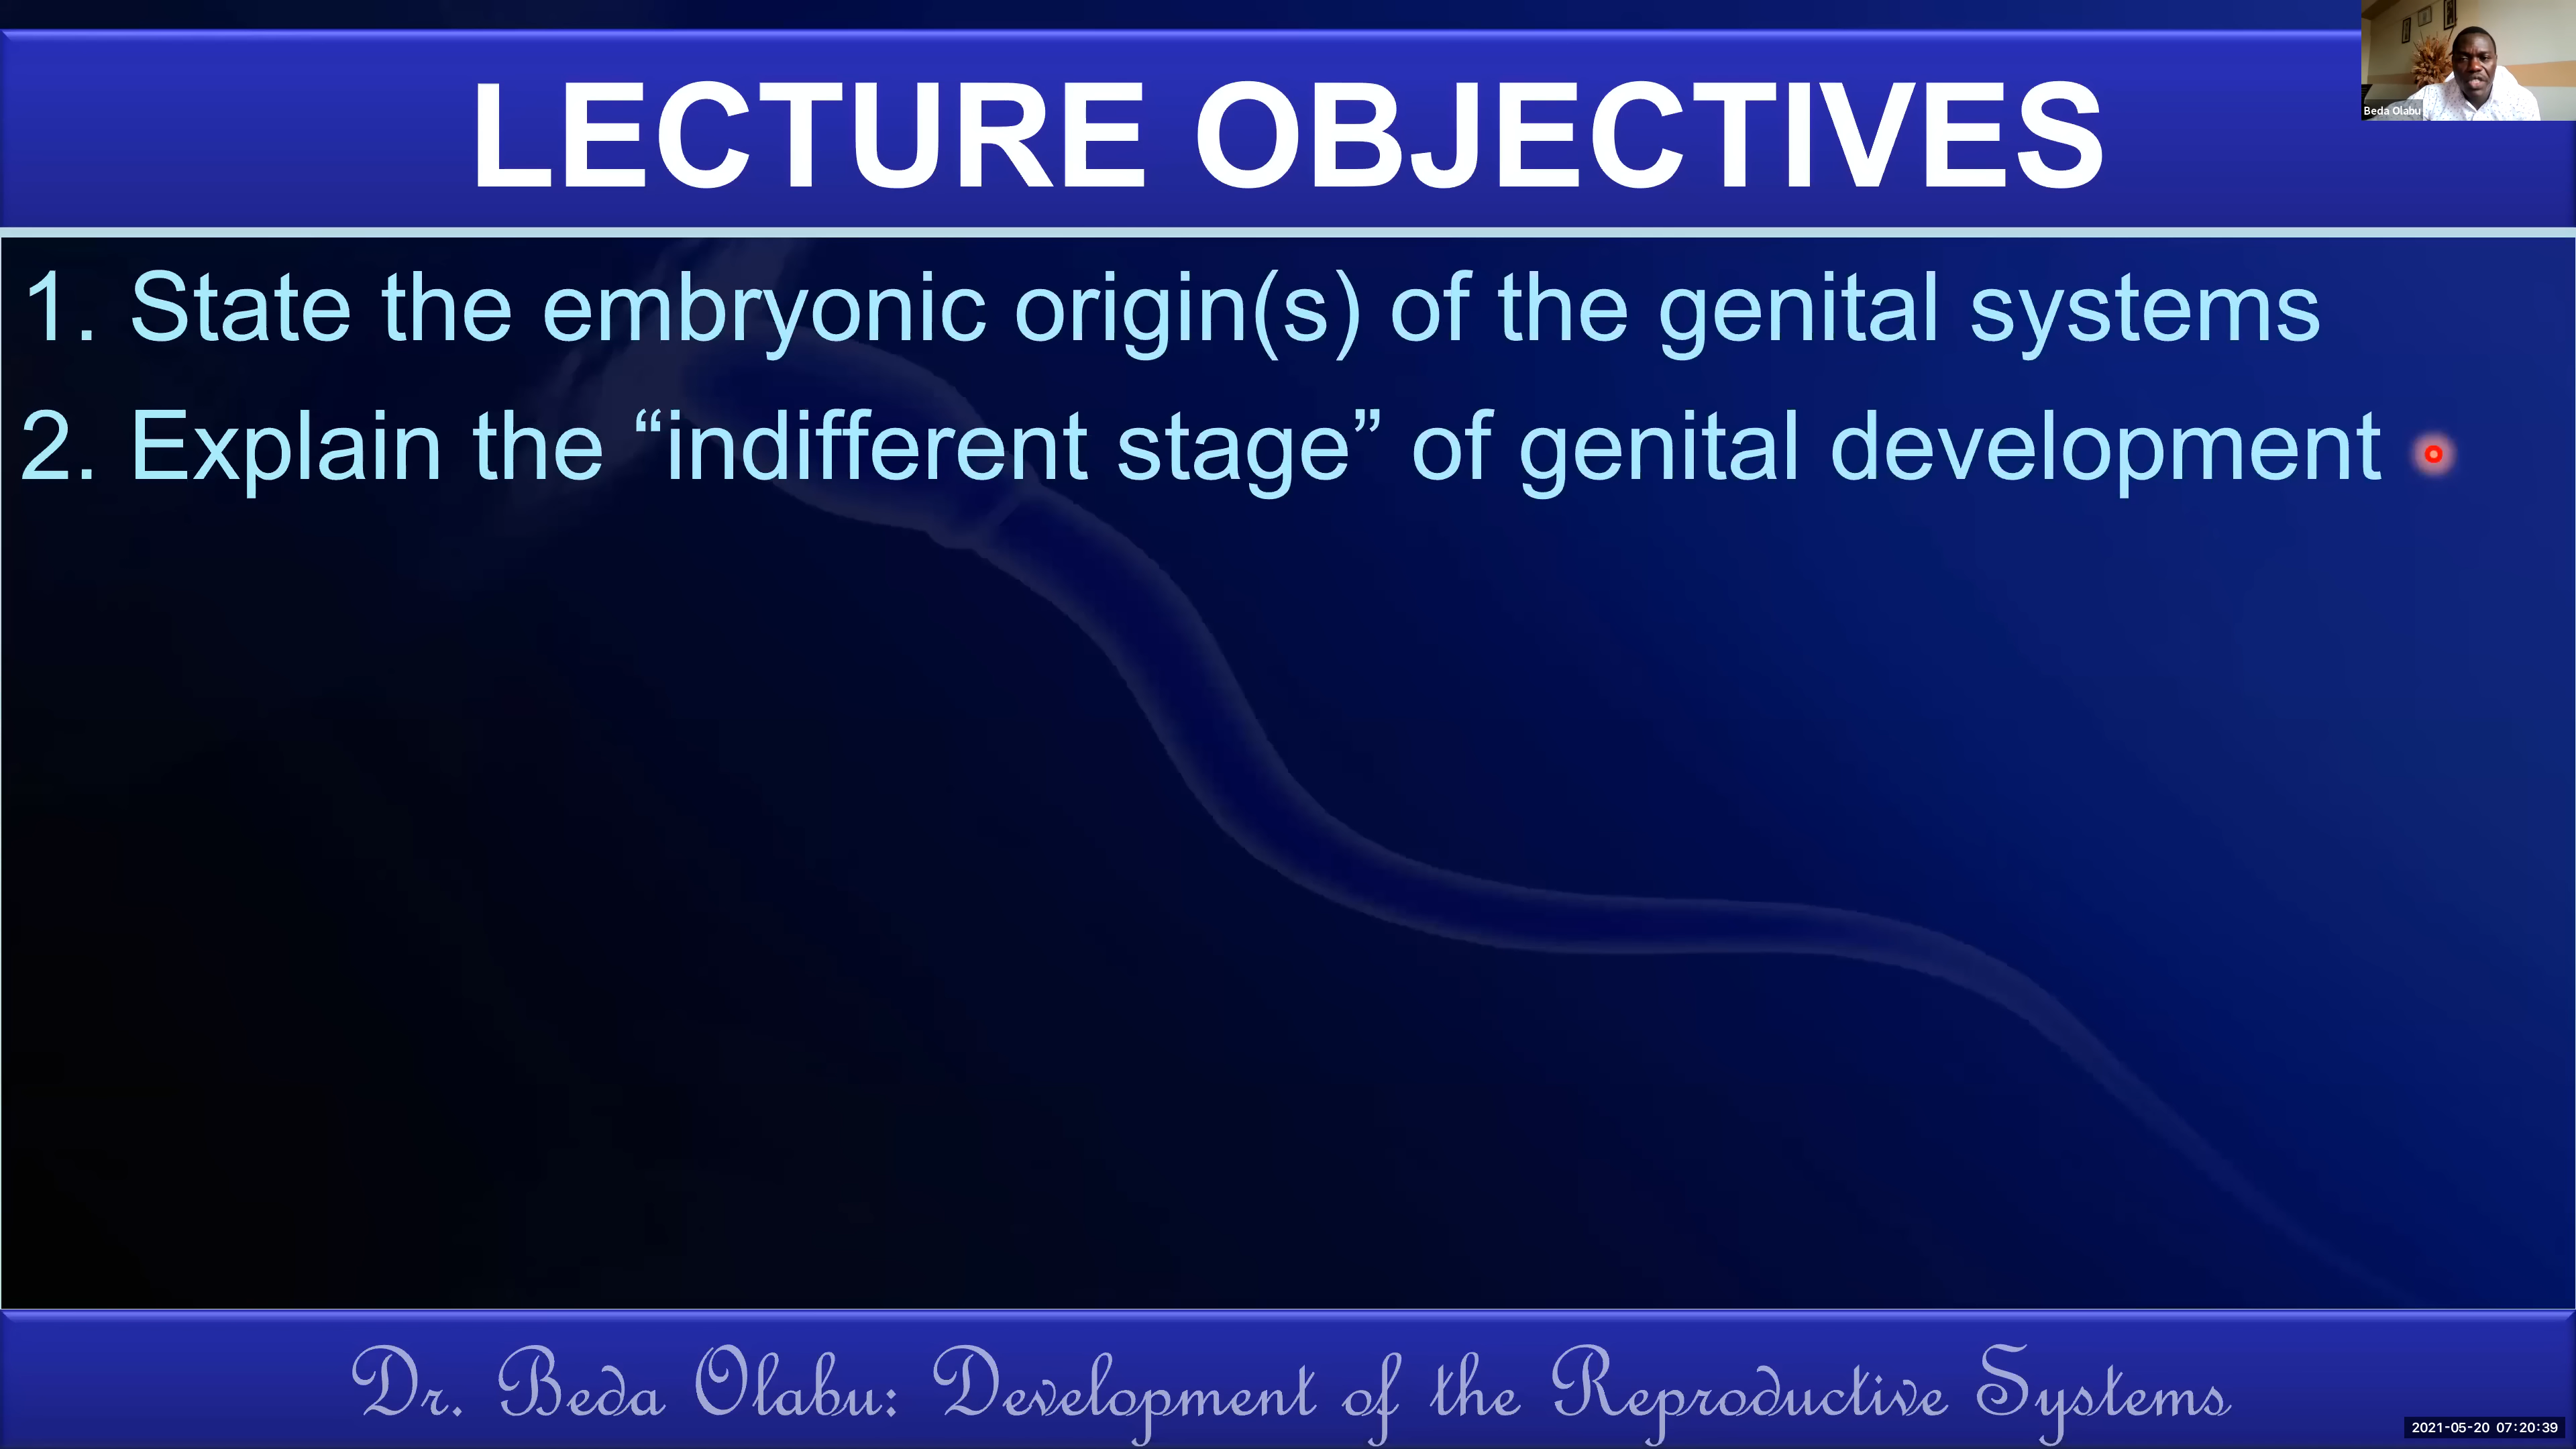 LECTURE OBJECTIVES
Beda Olabu
1. State the embryonic origin(s) of the genital systems
2. Explain the “indifferent stage” of genital development
Dr. Beda Olabu: Development of the Reproductive Systems
2021-05-20 07:20:39